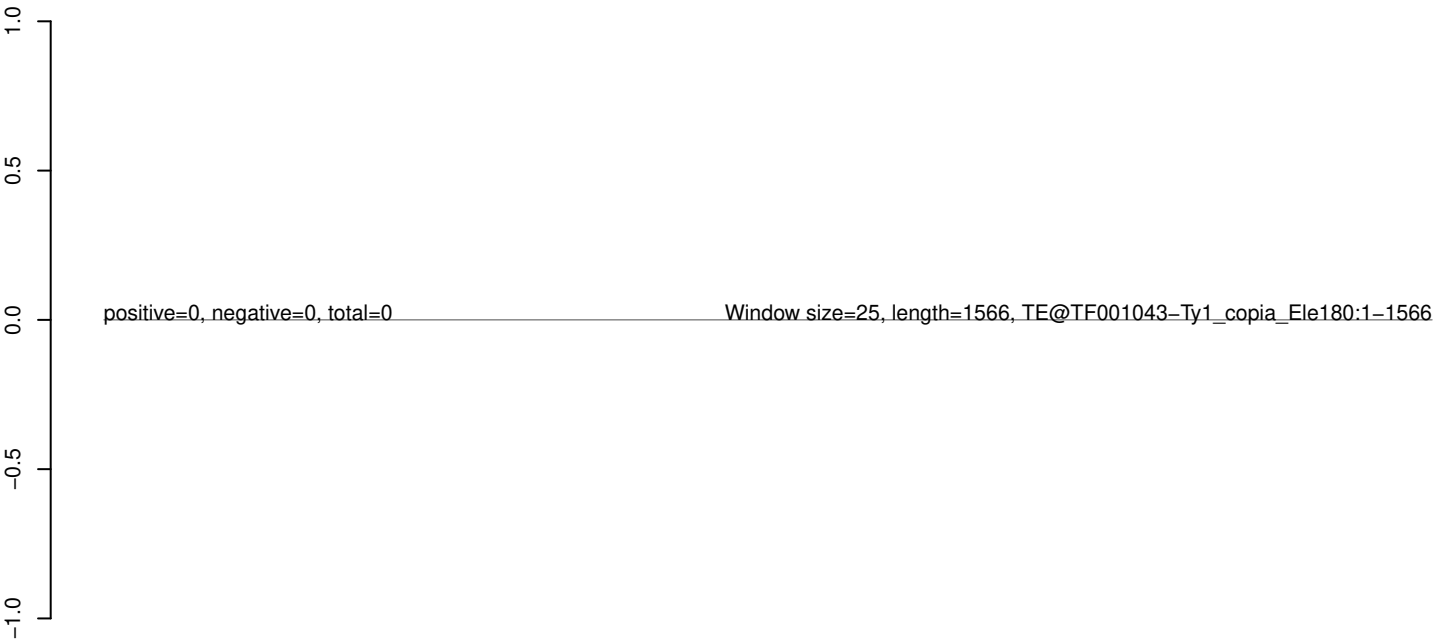 1.0
0.5
0.0
−0.5
−1.0
positive=0, negative=0, total=0
Window size=25, length=1566, TE@TF001043−Ty1_copia_Ele180:1−1566